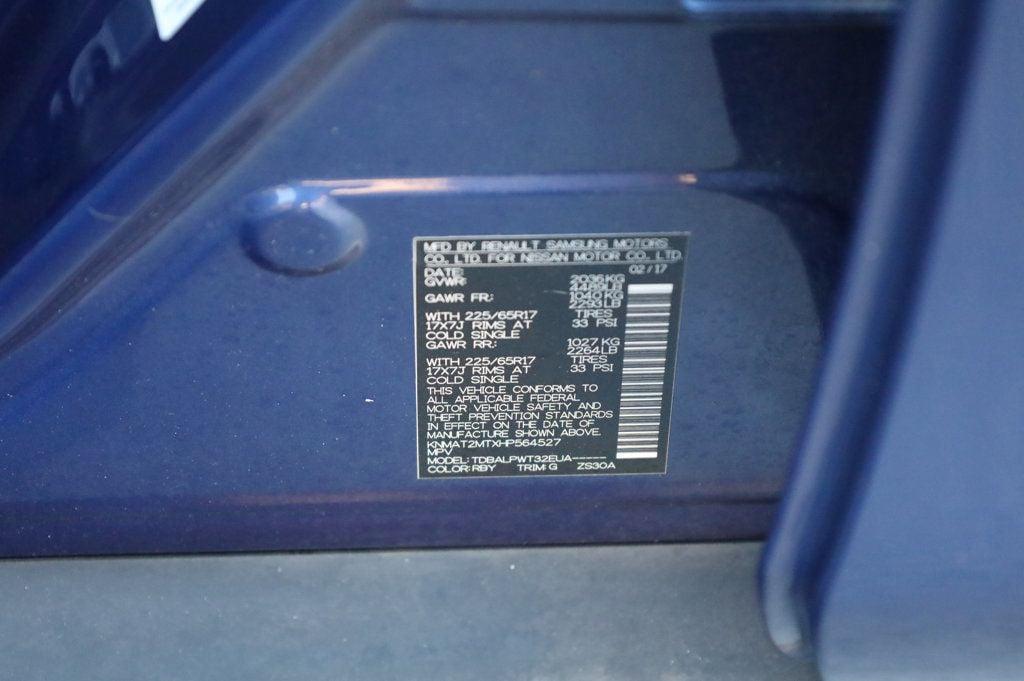 MFD BY RENAULT SAMSUNG MOTORS
CO., LTD. FOR NISSAN MOTOR CO., LTD.
DATE: 02/17
GVWR: 2036KG
4489LB
GAWR FR: 1040KG
2293LB
WITH 225/65R17 TIRES
17X7J RIMS AT 33 PSI
COLD SINGLE
GAWR RR: 1027KG
2264LB
WITH 225/65R17 TIRES
17X7J RIMS AT 33 PSI
COLD SINGLE
THIS VEHICLE CONFORMS TO
ALL APPLICABLE FEDERAL
MOTOR VEHICLE SAFETY AND
THEFT PREVENTION STANDARDS
IN EFFECT ON THE DATE OF
MANUFACTURE SHOWN ABOVE.
KNMAT2MTXHP564527
MPV
MODEL: TDBALPWT32EUA-----
COLOR:RBY TRIM:G ZS30A